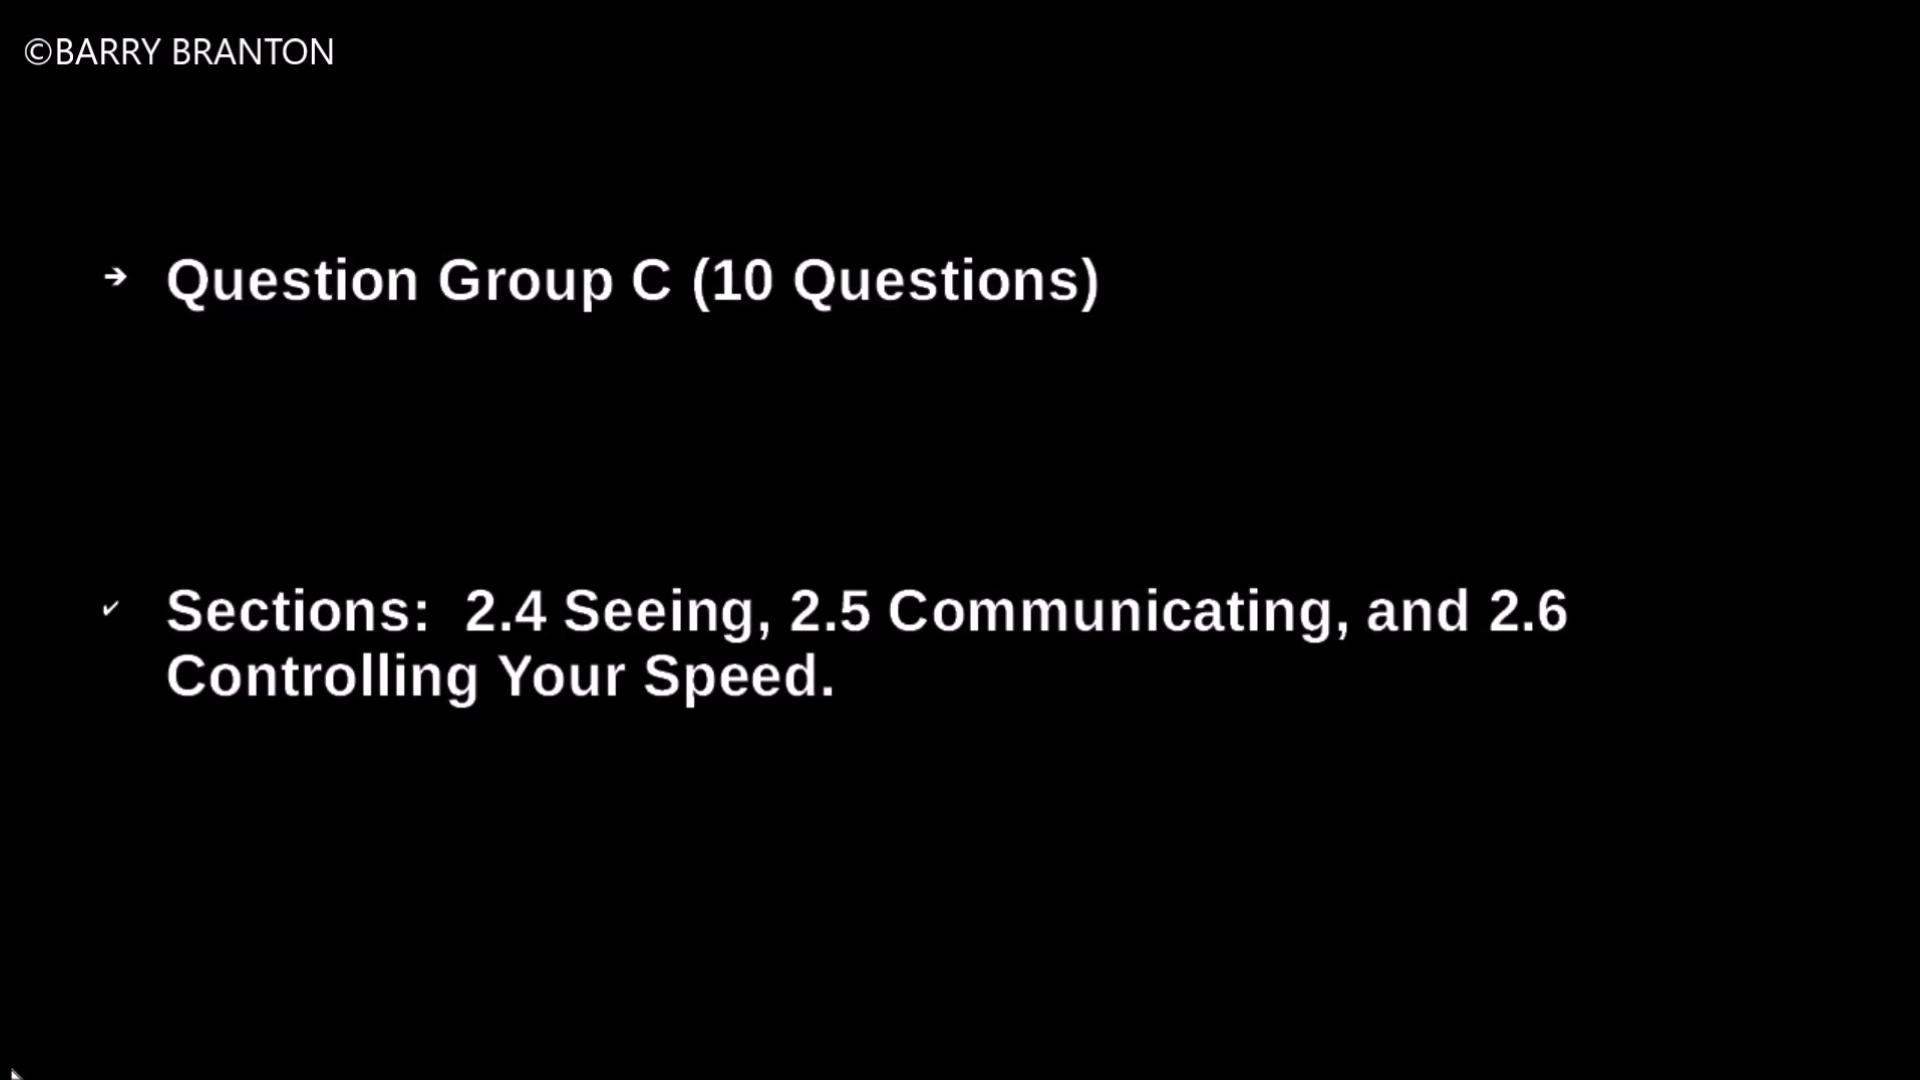 ©BARRY BRANTON
➔ Question Group C (10 Questions)
✓ Sections:  2.4 Seeing, 2.5 Communicating, and 2.6
Controlling Your Speed.